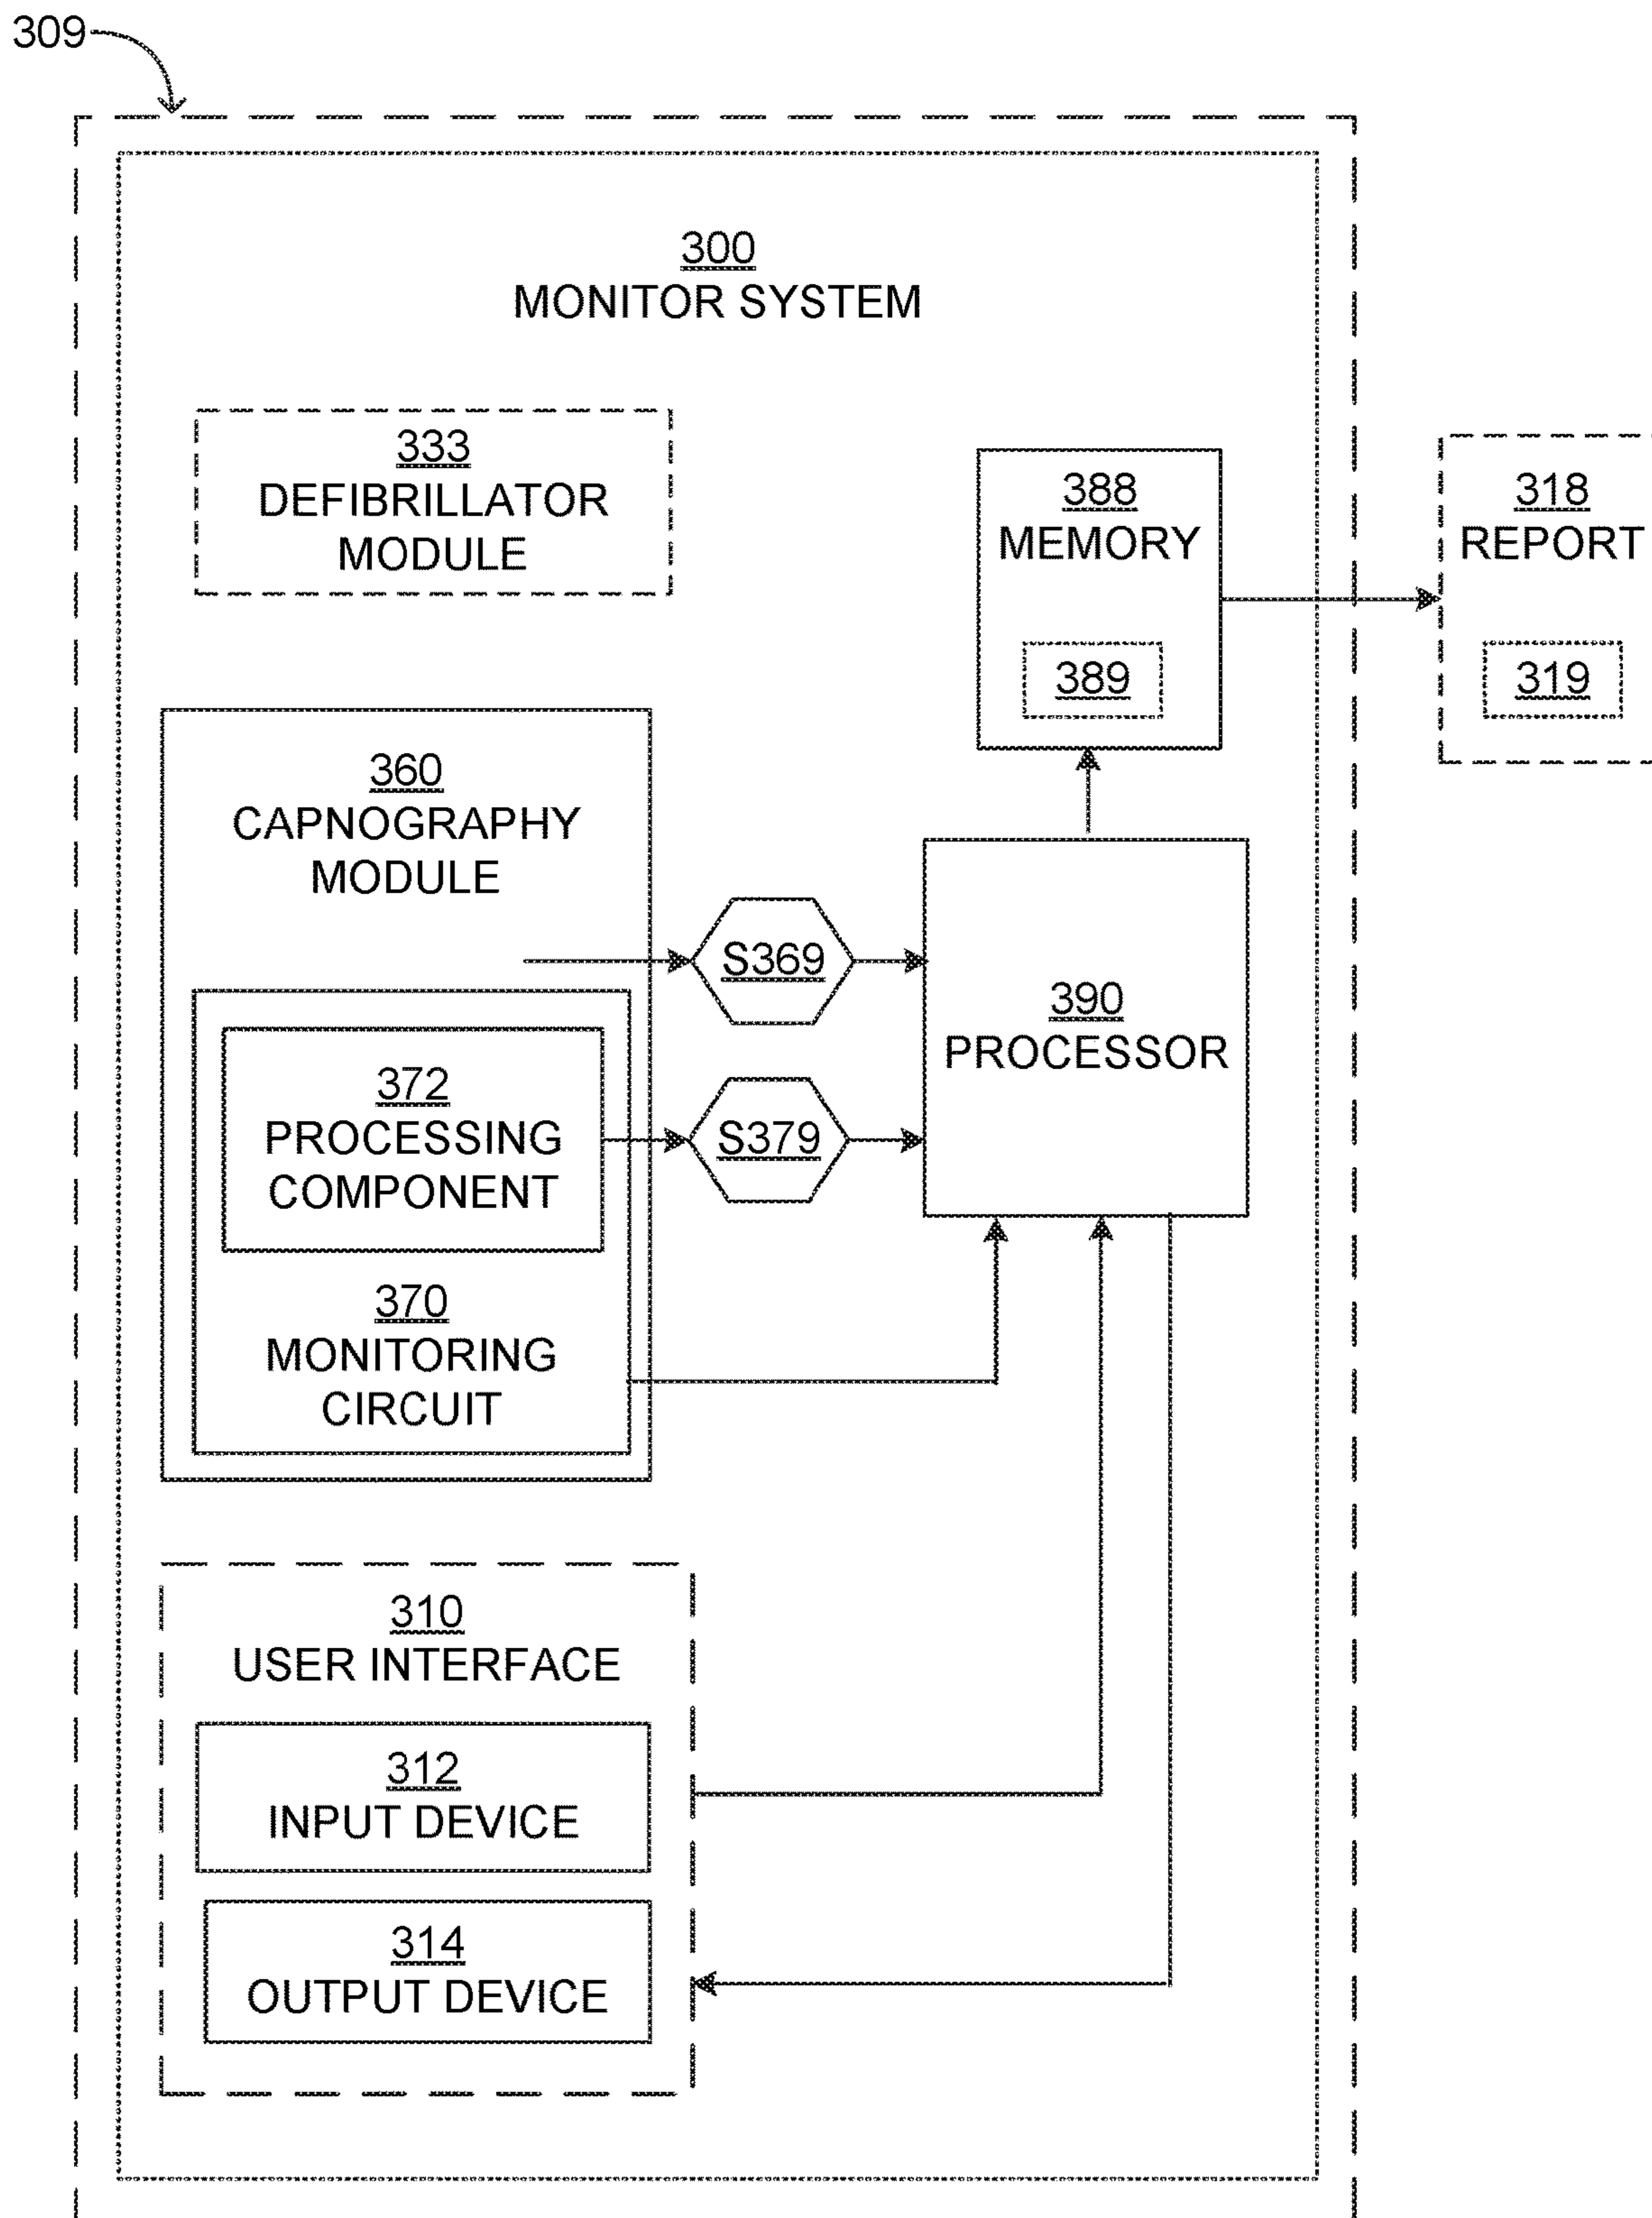 309
300
MONITOR SYSTEM
333
DEFIBRILLATOR
MODULE
388
MEMORY
389
318
REPORT
319
360
CAPNOGRAPHY
MODULE
S369
390
PROCESSOR
372
PROCESSING
COMPONENT
S379
370
MONITORING
CIRCUIT
310
USER INTERFACE
312
INPUT DEVICE
314
OUTPUT DEVICE